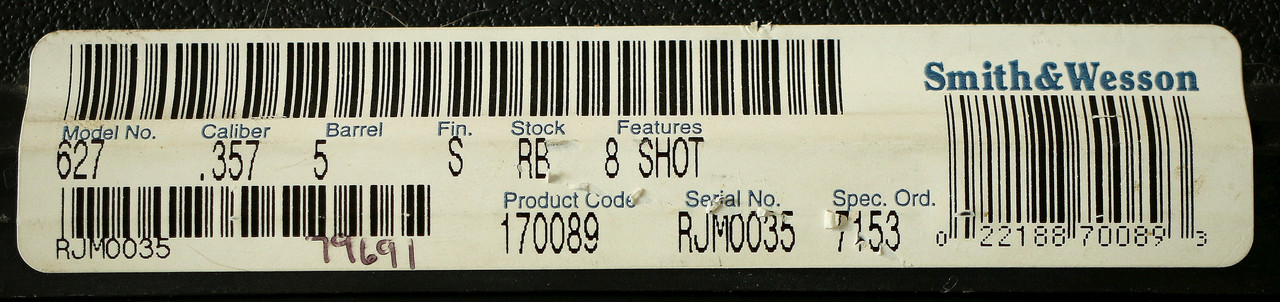 Smith&Wesson
Model No. Caliber Barrel Fin. Stock Features
627 .357 5 S RB 8 SHOT
Product Code Serial No. Spec. Ord.
170089 RJM0035 7153
RJM0035 79691
0 22188 70089 3